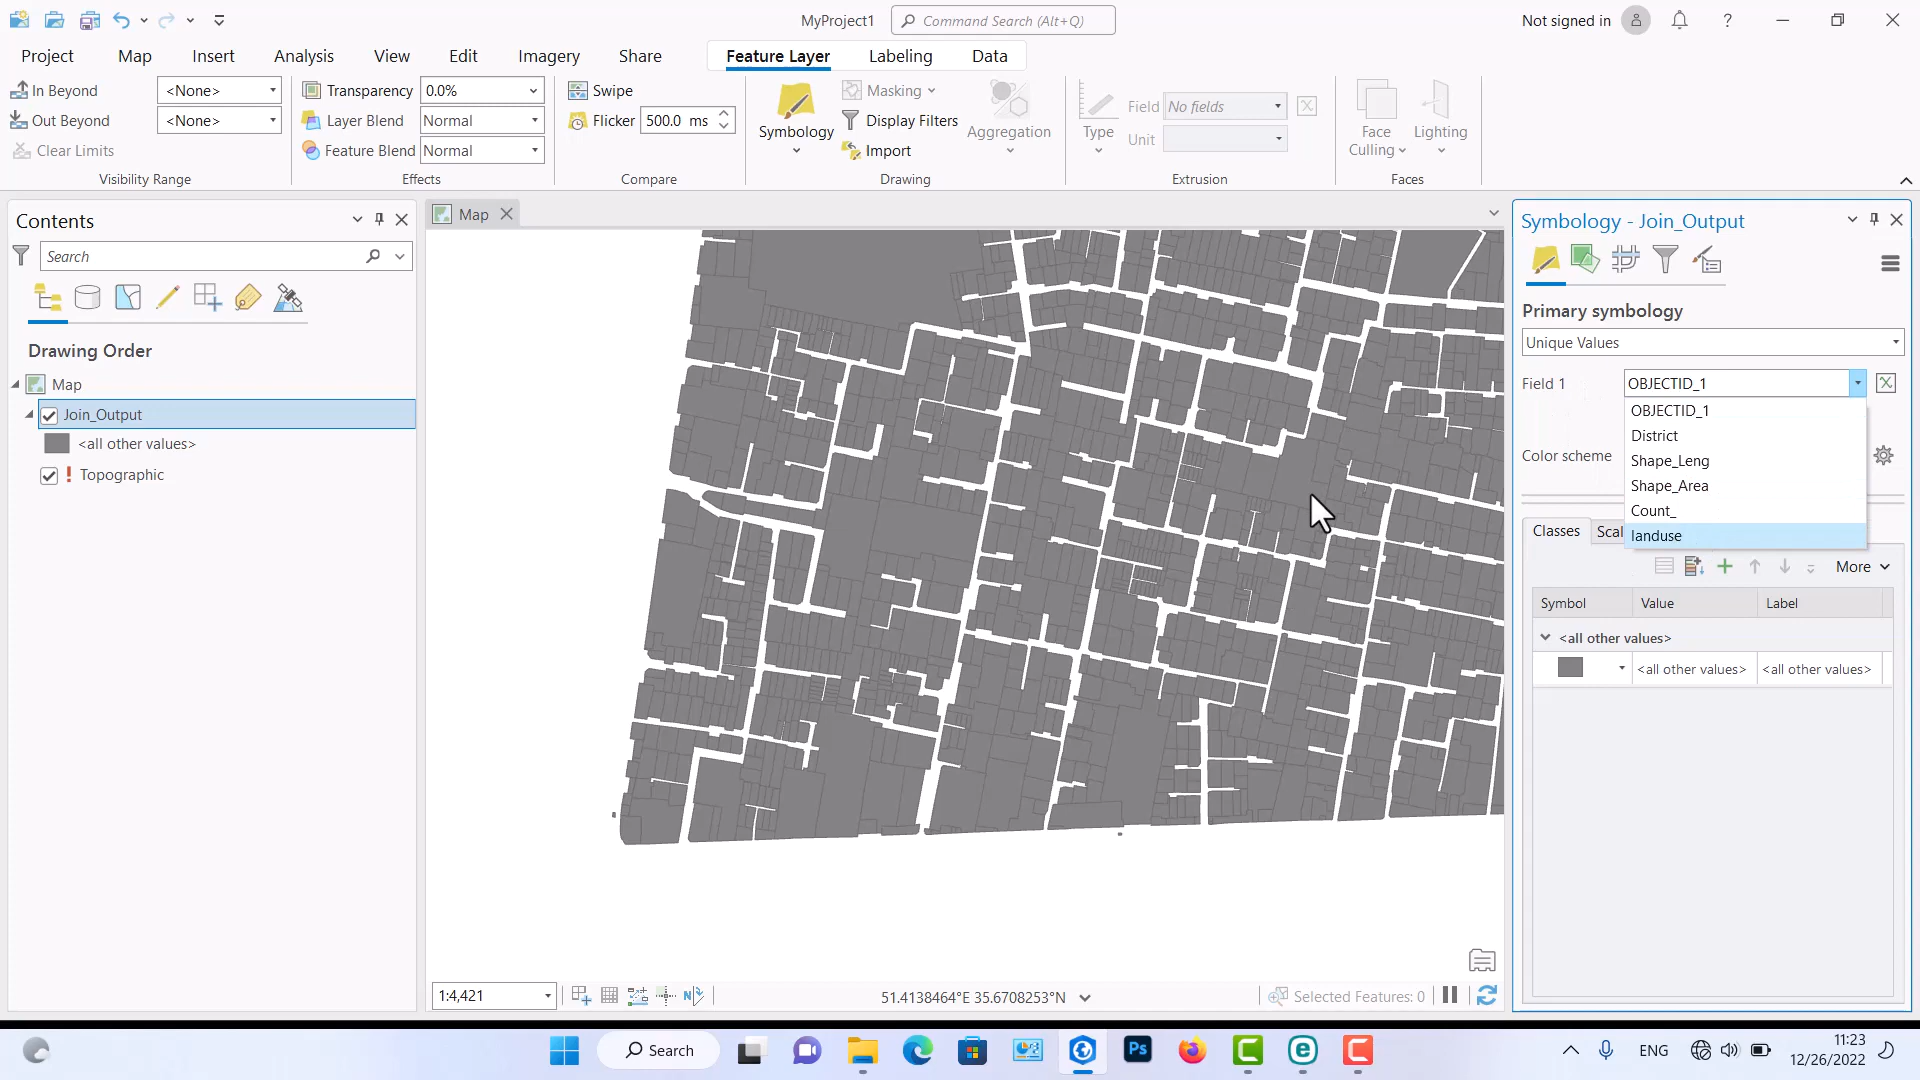 MyProject1
Command Search (Alt+Q)
Not signed in
?
Project
Map
Insert
Analysis
View
Edit
Imagery
Share
Feature Layer
Labeling
Data
In Beyond
<None>
Out Beyond
<None>
Clear Limits
Visibility Range
Transparency
0.0%
Layer Blend
Normal
Feature Blend
Normal
Effects
Swipe
Flicker
500.0 ms
Compare
Symbology
Masking
Display Filters
Import
Aggregation
Drawing
Type
Field
No fields
Unit
Extrusion
Face
Culling
Lighting
Faces
Contents
Search
Drawing Order
Map
Join_Output
<all other values>
! Topographic
Map
1:4,421
51.4138464°E 35.6708253°N
Selected Features: 0
Symbology - Join_Output
Primary symbology
Unique Values
Field 1
OBJECTID_1
OBJECTID_1
District
Shape_Leng
Shape_Area
Count_
landuse
Color scheme
Classes
Scal
More
Symbol
Value
Label
<all other values>
<all other values>
<all other values>
Search
Ps
ENG
11:23
12/26/2022